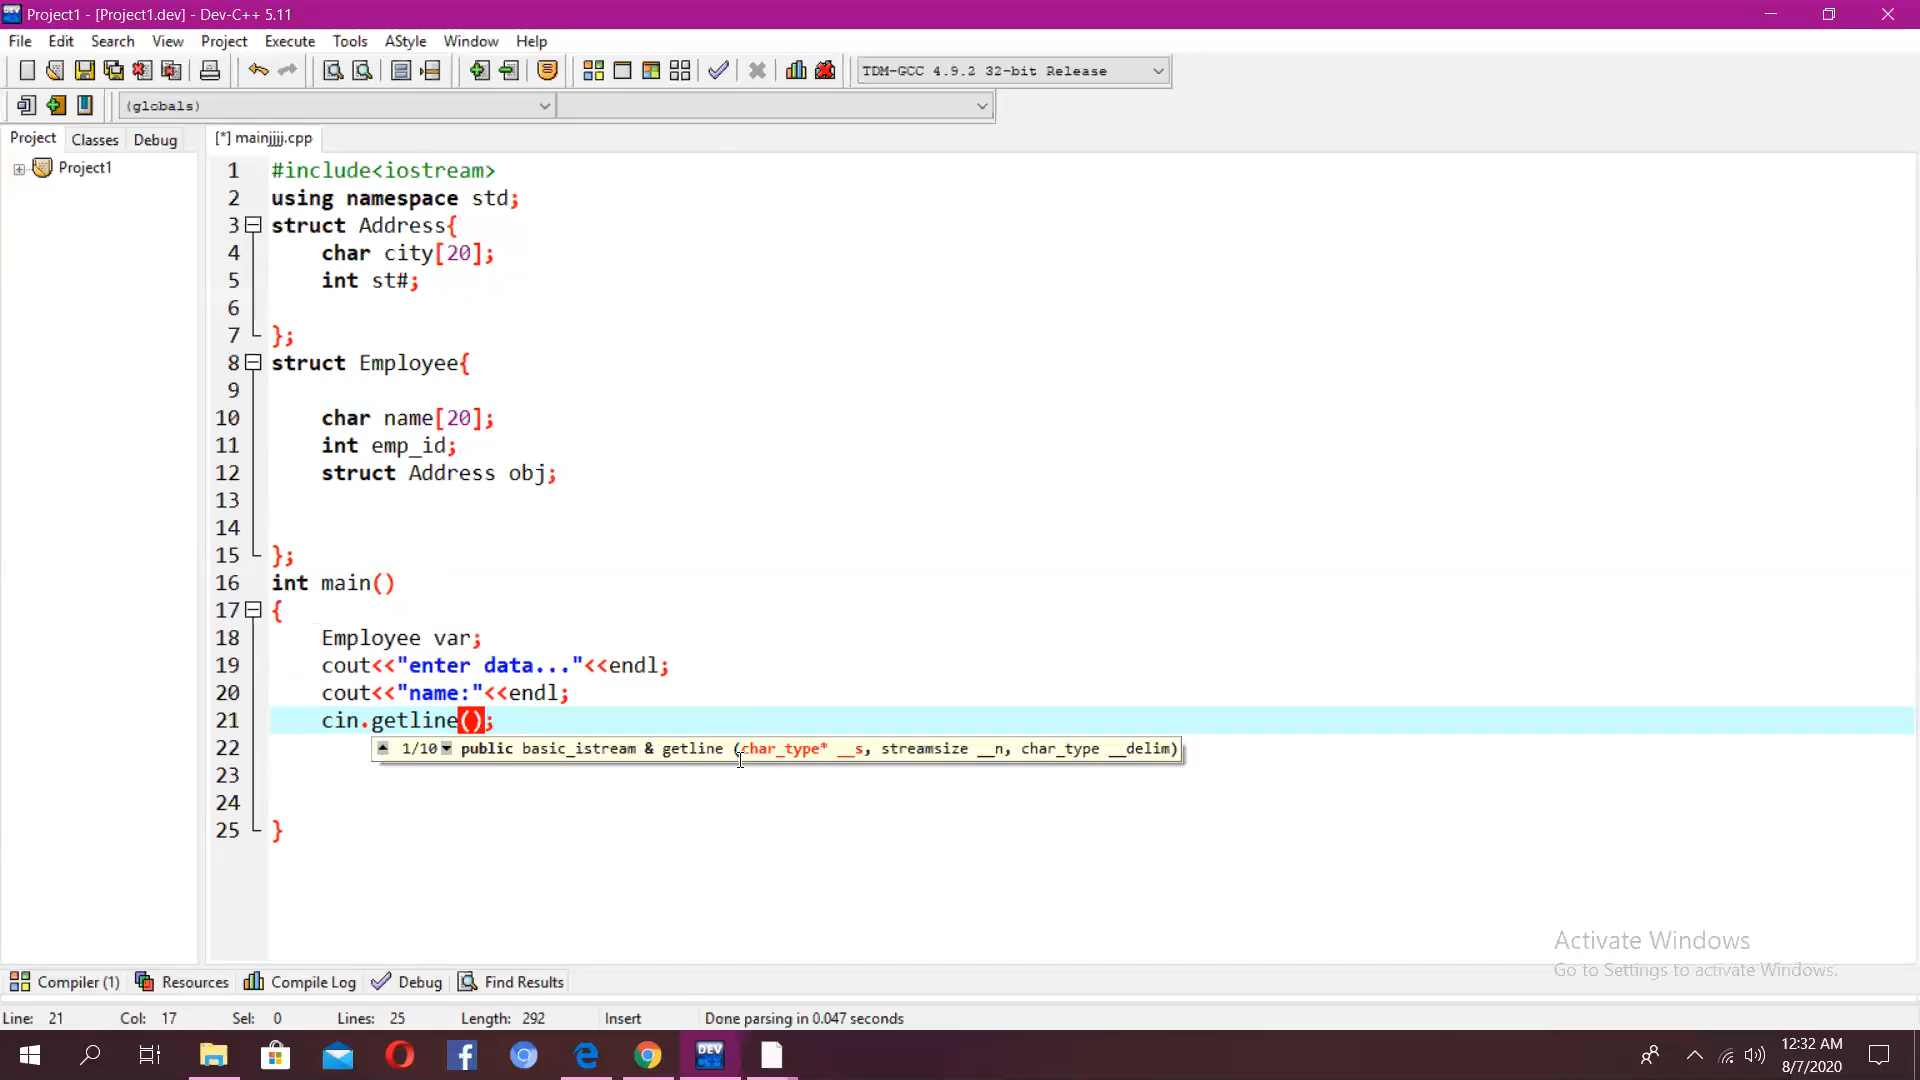 Project1 - [Project1.dev] - Dev-C++ 5.11
File Edit Search View Project Execute Tools AStyle Window Help
TDM-GCC 4.9.2 32-bit Release
(globals)
Project Classes Debug [*] mainjjjj.cpp
Project1
1 #include<iostream>
2 using namespace std;
3 struct Address{
4 char city[20];
5 int st#;
6
7 };
8 struct Employee{
9
10 char name[20];
11 int emp_id;
12 struct Address obj;
13
14
15 };
16 int main()
17 {
18 Employee var;
19 cout<<"enter data..."<<endl;
20 cout<<"name:"<<endl;
21 cin.getline();
22 1/10 public basic_istream & getline (char_type* __s, streamsize __n, char_type __delim)
23
24
25 }
Activate Windows
Go to Settings to activate Windows.
Compiler (1) Resources Compile Log Debug Find Results
Line: 21 Col: 17 Sel: 0 Lines: 25 Length: 292 Insert Done parsing in 0.047 seconds
DEV
12:32 AM
8/7/2020